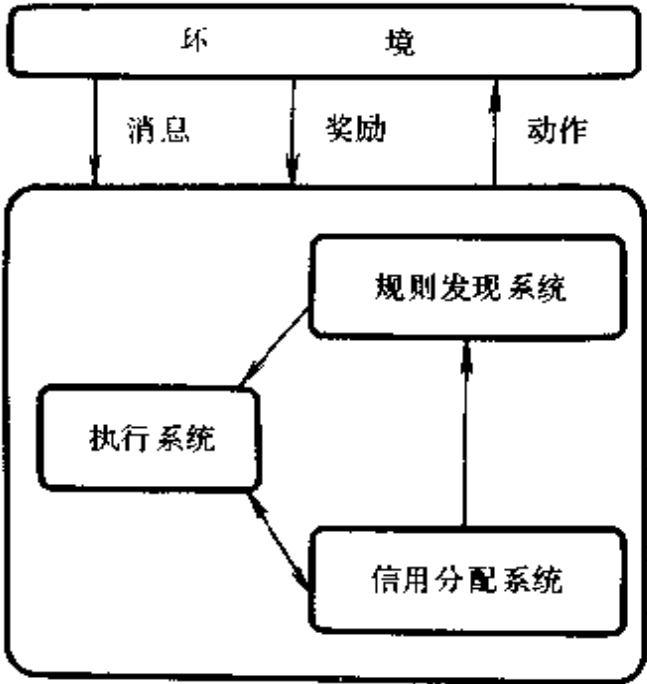 环境
消息 奖励 动作
规则发现系统
执行系统
信用分配系统